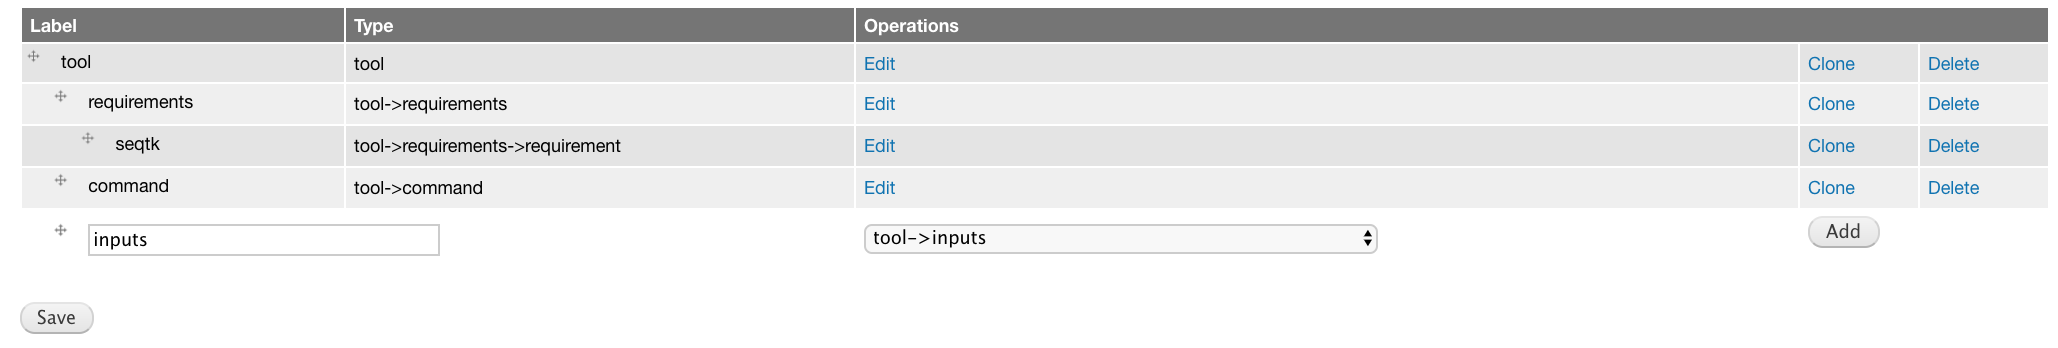 Label Type Operations
tool tool Edit Clone Delete
requirements tool->requirements Edit Clone Delete
seqtk tool->requirements->requirement Edit Clone Delete
command tool->command Edit Clone Delete
inputs tool->inputs Add
Save